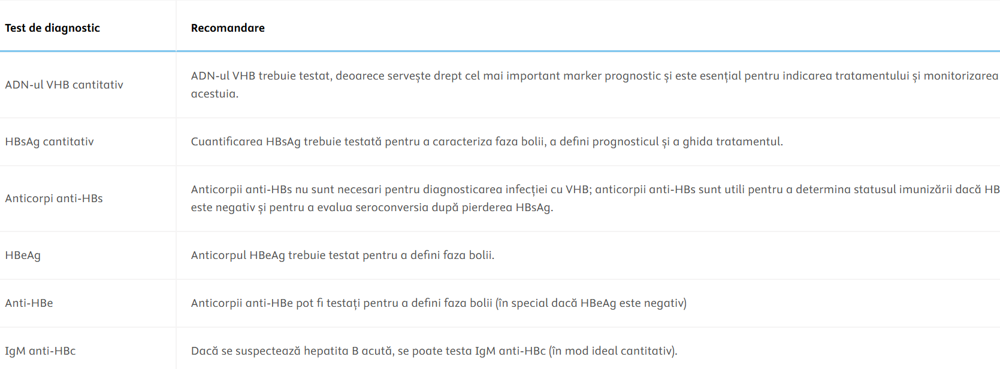 Test de diagnostic
Recomandare
ADN-ul VHB cantitativ
ADN-ul VHB trebuie testat, deoarece servește drept cel mai important marker prognostic și este esențial pentru indicarea tratamentului și monitorizarea
acestuia.
HBsAg cantitativ
Cuantificarea HBsAg trebuie testată pentru a caracteriza faza bolii, a defini prognosticul și a ghida tratamentul.
Anticorpi anti-HBs
Anticorpii anti-HBs nu sunt necesari pentru diagnosticarea infecției cu VHB; anticorpii anti-HBs sunt utili pentru a determina statusul imunizării dacă HB
este negativ și pentru a evalua seroconversia după pierderea HBsAg.
HBeAg
Anticorpul HBeAg trebuie testat pentru a defini faza bolii.
Anti-HBe
Anticorpii anti-HBe pot fi testați pentru a defini faza bolii (în special dacă HBeAg este negativ)
IgM anti-HBc
Dacă se suspectează hepatita B acută, se poate testa IgM anti-HBc (în mod ideal cantitativ).